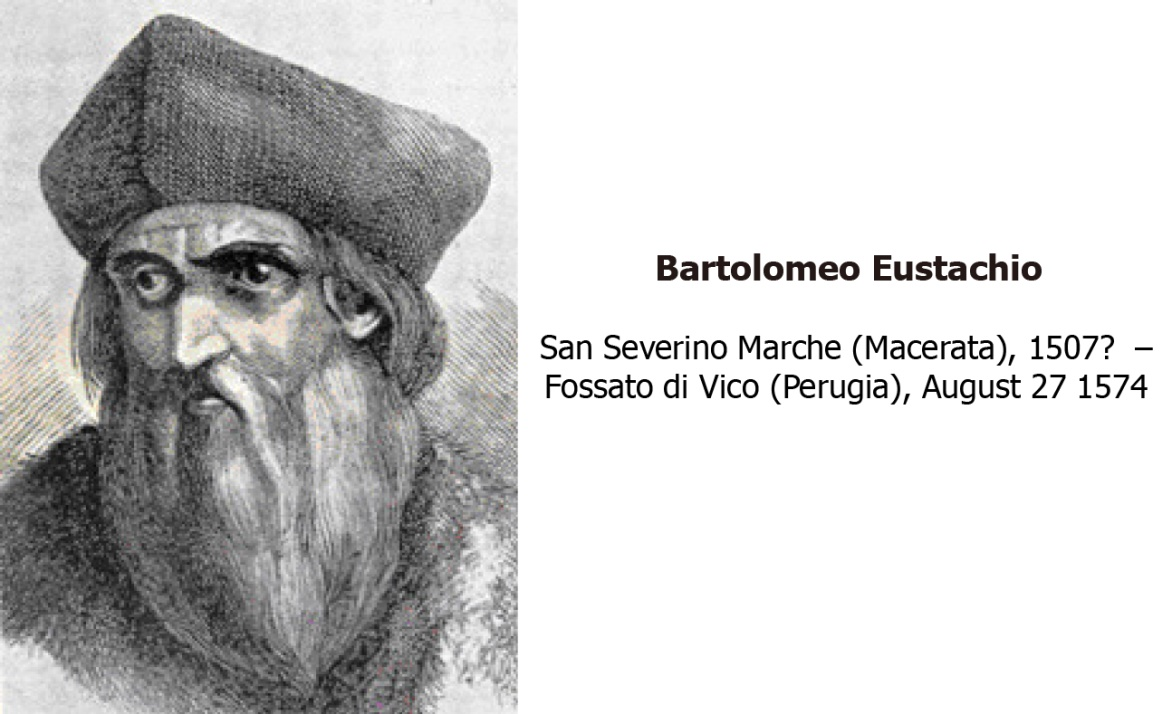 Bartolomeo Eustachio
San Severino Marche (Macerata), 1507? –
Fossato di Vico (Perugia), August 27 1574